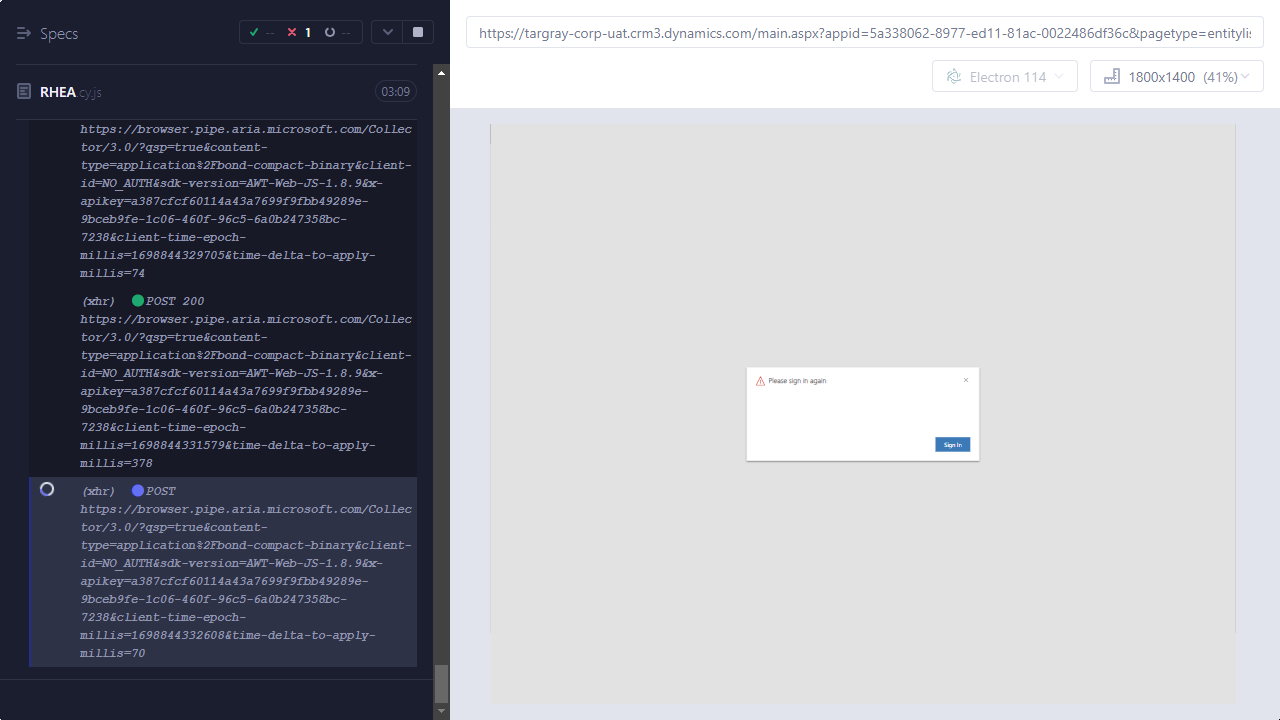 Specs
--
1
--
RHEA.cy.js
03:09
https://browser.pipe.aria.microsoft.com/Collec
tor/3.0/?qsp=true&content-
type=application%2Fbond-compact-binary&client-
id=NO_AUTH&sdk-version=AWT-Web-JS-1.8.9&x-
apikey=a387cfcf60114a43a7699f9fbb49289e-
9bceb9fe-1c06-460f-96c5-6a0b247358bc-
7238&client-time-epoch-
millis=1698844329705&time-delta-to-apply-
millis=74
(xhr) POST 200
https://browser.pipe.aria.microsoft.com/Collec
tor/3.0/?qsp=true&content-
type=application%2Fbond-compact-binary&client-
id=NO_AUTH&sdk-version=AWT-Web-JS-1.8.9&x-
apikey=a387cfcf60114a43a7699f9fbb49289e-
9bceb9fe-1c06-460f-96c5-6a0b247358bc-
7238&client-time-epoch-
millis=1698844331579&time-delta-to-apply-
millis=378
(xhr) POST
https://browser.pipe.aria.microsoft.com/Collec
tor/3.0/?qsp=true&content-
type=application%2Fbond-compact-binary&client-
id=NO_AUTH&sdk-version=AWT-Web-JS-1.8.9&x-
apikey=a387cfcf60114a43a7699f9fbb49289e-
9bceb9fe-1c06-460f-96c5-6a0b247358bc-
7238&client-time-epoch-
millis=1698844332608&time-delta-to-apply-
millis=70
https://targray-corp-uat.crm3.dynamics.com/main.aspx?appid=5a338062-8977-ed11-81ac-0022486df36c&pagetype=entitylis
Electron 114
1800x1400 (41%)
Please sign in again
Sign In